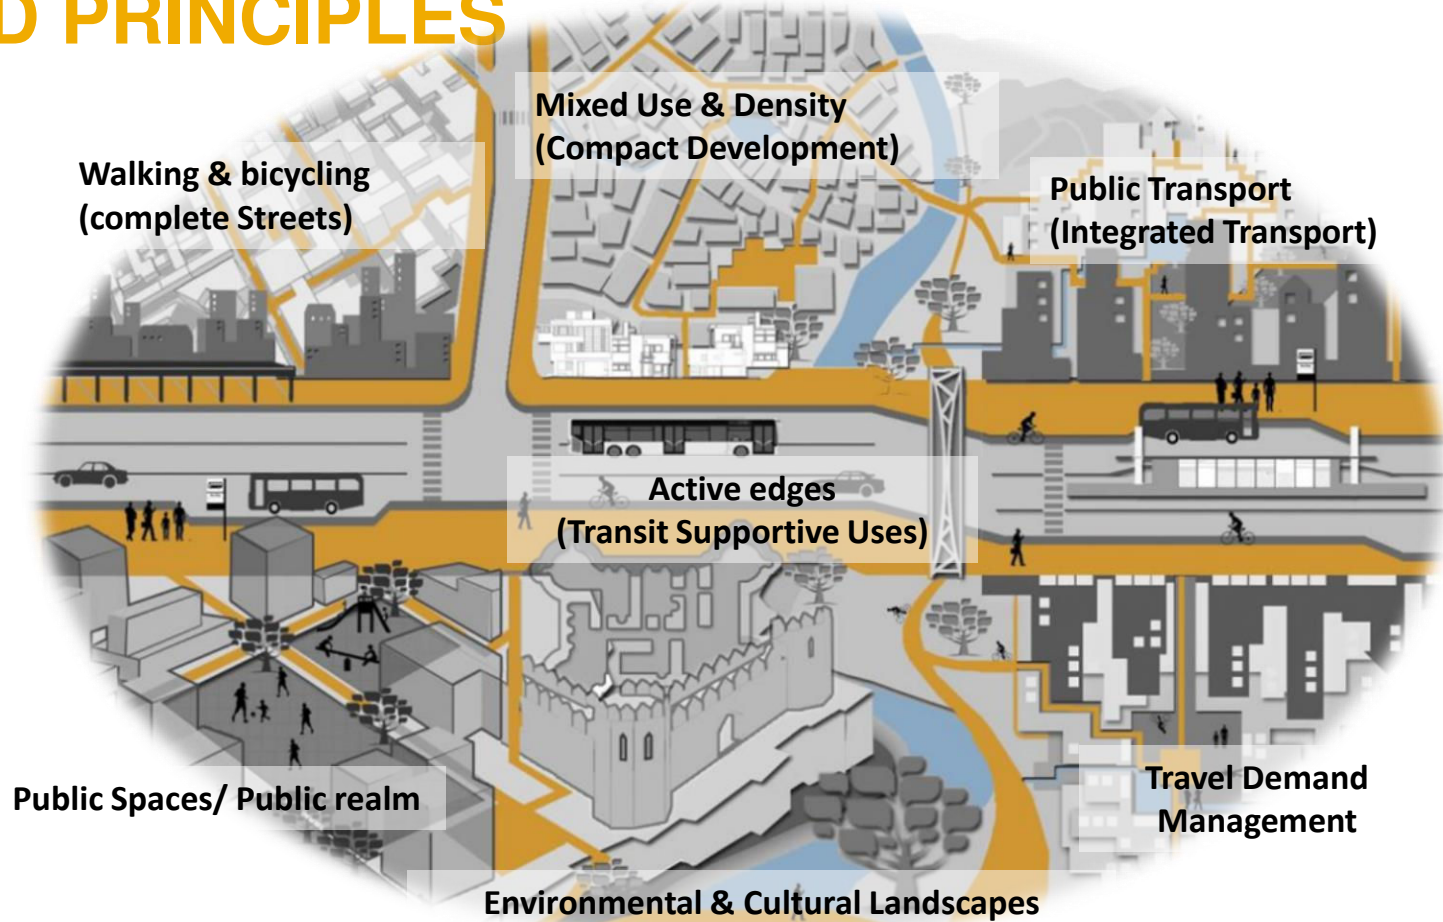 D PRINCIPLES
Mixed Use & Density
(Compact Development)
Walking & bicycling
(complete Streets)
Public Transport
(Integrated Transport)
Active edges
(Transit Supportive Uses)
Public Spaces/ Public realm
Travel Demand
Management
Environmental & Cultural Landscapes